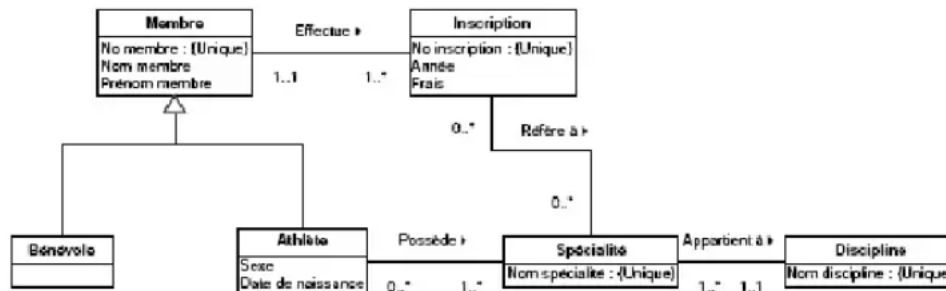 Membre
No membre : {Unique}
Nom membre
Prénom membre
Effectue
1..1
1..*
Inscription
No inscription : {Unique}
Année
Frais
0..*
Réfère à
0..*
Bénévole
Athlète
Sexe
Date de naissance
Possède
0..*
1..*
Spécialité
Nom spécialité : {Unique}
Appartient à
1..*
1..1
Discipline
Nom discipline : {Unique